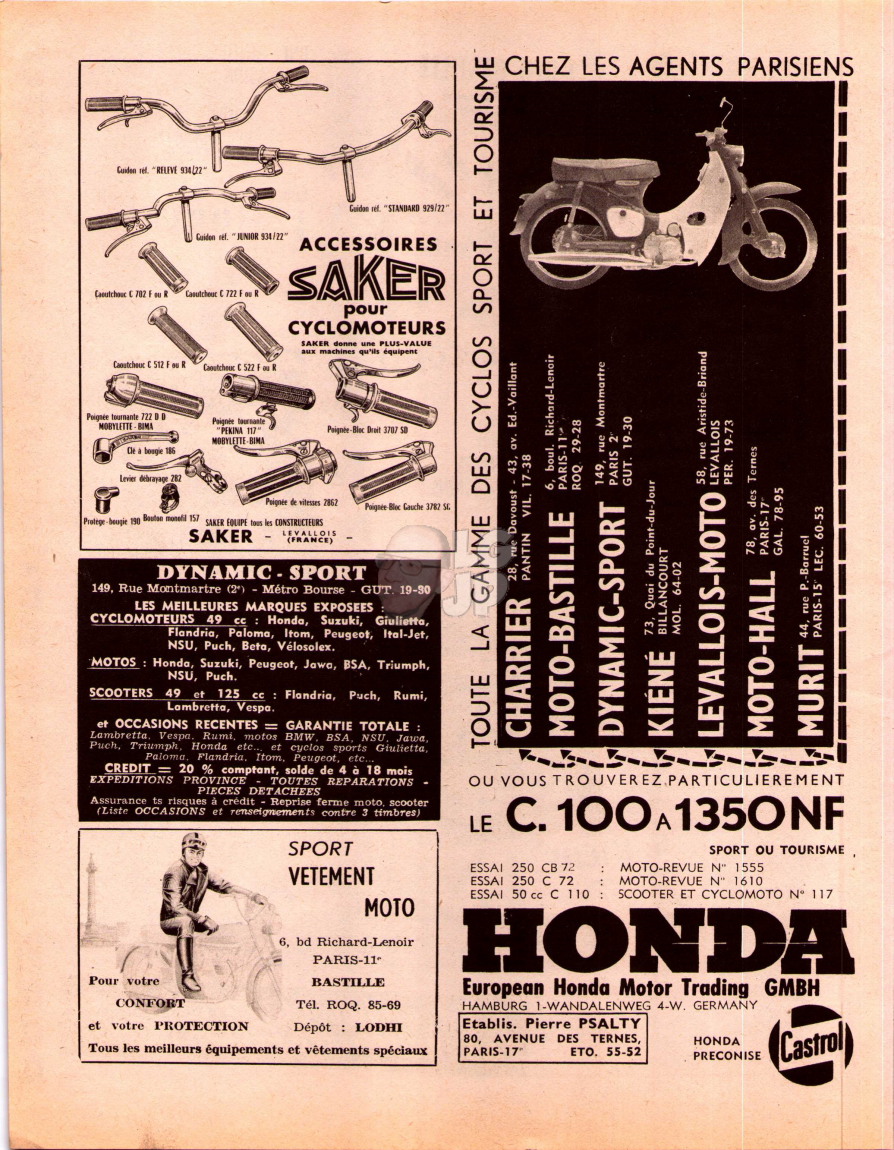 Guidon réf. "RELEVE 934/22"
Guidon réf. "STANDARD 929/22"
Guidon réf. "JUNIOR 934/22"
ACCESSOIRES
SAKER
pour
CYCLOMOTEURS
SAKER donne une PLUS-VALUE
aux machines qu'ils équipent
Caoutchouc C 702 F ou R
Caoutchouc C 722 F ou R
Caoutchouc C 512 F ou R
Caoutchouc C 522 F ou R
Poignée tournante 722 D D
MOBYLETTE-BIMA
Poignée tournante
"PEKINA 117"
MOBYLETTE-BIMA
Poignée-Bloc Droit 3707 SD
Clé à bougie 186
Levier débrayage 282
Poignée de vitesses 2862
Poignée-Bloc Gauche 3782 SG
Protège-bougie 190
Bouton monofil 157
SAKER ÉQUIPE tous les CONSTRUCTEURS
SAKER - LEVALLOIS (FRANCE) -
DYNAMIC-SPORT
149, Rue Montmartre (2e) - Métro Bourse - GUT. 19-30
LES MEILLEURES MARQUES EXPOSEES :
CYCLOMOTEURS 49 cc : Honda, Suzuki, Giulietta,
Flandria, Paloma, Itom, Peugeot, Ital-Jet,
NSU, Puch, Beta, Vélosolex.
MOTOS : Honda, Suzuki, Peugeot, Jawa, BSA, Triumph,
NSU, Puch.
SCOOTERS 49 et 125 cc : Flandria, Puch, Rumi,
Lambretta, Vespa.
et OCCASIONS RECENTES = GARANTIE TOTALE :
Lambretta, Vespa, Rumi, motos BMW, BSA, NSU, Jawa,
Puch, Triumph, Honda etc... et cyclos sports Giulietta,
Paloma, Flandria, Itom, Peugeot, etc...
CREDIT = 20 % comptant, solde de 4 à 18 mois
EXPEDITIONS PROVINCE - TOUTES REPARATIONS -
PIECES DETACHEES
Assurance ts risques à crédit - Reprise ferme moto, scooter
(Liste OCCASIONS et renseignements contre 3 timbres)
SPORT
VETEMENT
MOTO
6, bd Richard-Lenoir
PARIS-11e
BASTILLE
Tél. ROQ. 85-69
Dépôt : LODHI
Pour votre
CONFORT
et votre PROTECTION
Tous les meilleurs équipements et vêtements spéciaux
TOUTE LA GAMME DES CYCLOS SPORT ET TOURISME
CHEZ LES AGENTS PARISIENS
CHARRIER 28, rue Davoust - 43, av. Ed.-Vaillant
PANTIN VIL. 17-38
MOTO-BASTILLE 6, boul. Richard-Lenoir
PARIS-11e
ROQ. 29-28
DYNAMIC-SPORT 149, rue Montmartre
PARIS 2e
GUT. 19-30
KIÉNÉ 73, Quai du Point-du-Jour
BILLANCOURT
MOL. 64-02
LEVALLOIS-MOTO 58, rue Aristide-Briand
LEVALLOIS
PER. 19-73
MOTO-HALL 78, av. des Ternes
PARIS-17e
GAL. 78-95
MURIT 44, rue P.-Barruel
PARIS-15e LEC. 60-53
OU VOUS TROUVEREZ PARTICULIEREMENT
LE C.100 A 1350NF
SPORT OU TOURISME
ESSAI 250 CB 72 : MOTO-REVUE N° 1555
ESSAI 250 C 72 : MOTO-REVUE N° 1610
ESSAI 50 cc C 110 : SCOOTER ET CYCLOMOTO N° 117
HONDA
European Honda Motor Trading GMBH
HAMBURG 1-WANDALENWEG 4-W. GERMANY
Etablis. Pierre PSALTY
80, AVENUE DES TERNES,
PARIS-17e ETO. 55-52
HONDA
PRECONISE
Castrol